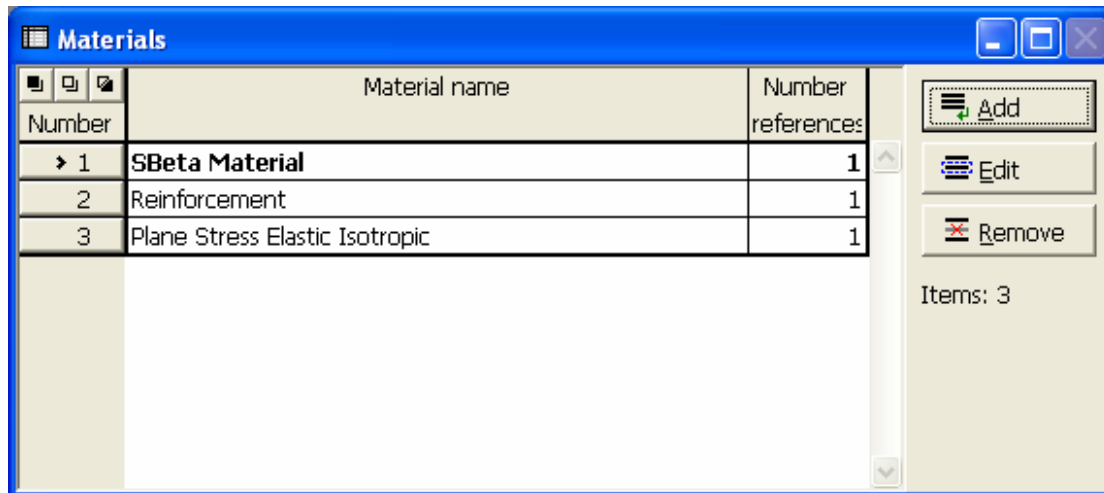 Materials
Material name
Number
references
Number
1 SBeta Material 1
2 Reinforcement 1
3 Plane Stress Elastic Isotropic 1
Add
Edit
Remove
Items: 3